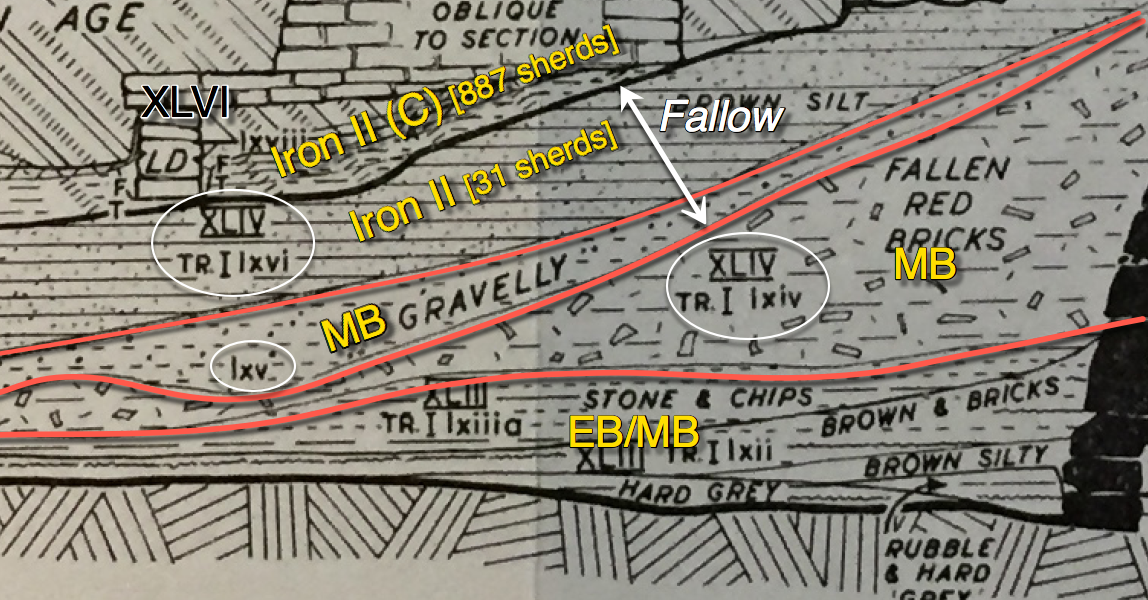 AGE
OBLIQUE
TO SECTION
XLVI
Iron II (C) [887 sherds]
BROWN SILT
Fallow
lxviii
LD
F
T
F
T
Iron II [31 sherds]
FALLEN
RED
BRICKS
MB
XLIV
TR. I lxvi
XLIV
TR. I lxiv
GRAVELLY
MB
lxv
XLIII
TR. I lxiiia
STONE & CHIPS
BROWN & BRICKS
EB/MB
XLIII TR. I lxii
BROWN SILTY
HARD GREY
RUBBLE
& HARD
GREY